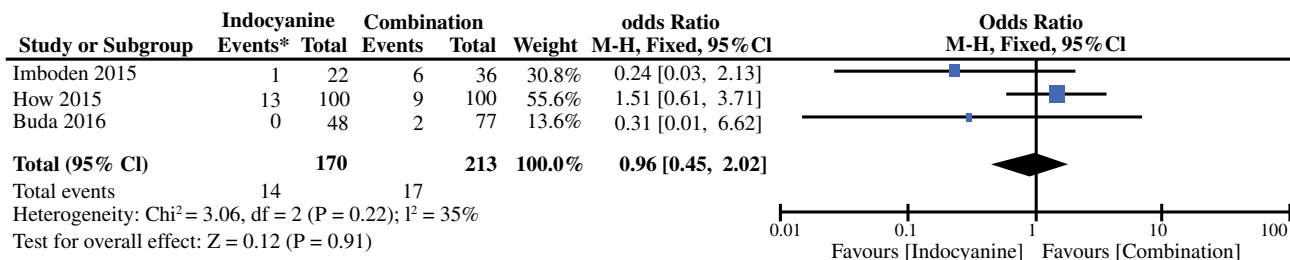 Indocyanine Combination odds Ratio Odds Ratio
Study or Subgroup Events* Total Events Total Weight M-H, Fixed, 95%Cl M-H, Fixed, 95%Cl
Imboden 2015 1 22 6 36 30.8% 0.24 [0.03, 2.13]
How 2015 13 100 9 100 55.6% 1.51 [0.61, 3.71]
Buda 2016 0 48 2 77 13.6% 0.31 [0.01, 6.62]
Total (95% Cl) 170 213 100.0% 0.96 [0.45, 2.02]
Total events 14 17
Heterogeneity: Chi² = 3.06, df = 2 (P = 0.22); l² = 35%
Test for overall effect: Z = 0.12 (P = 0.91)
0.01 0.1 1 10 100
Favours [Indocyanine] Favours [Combination]